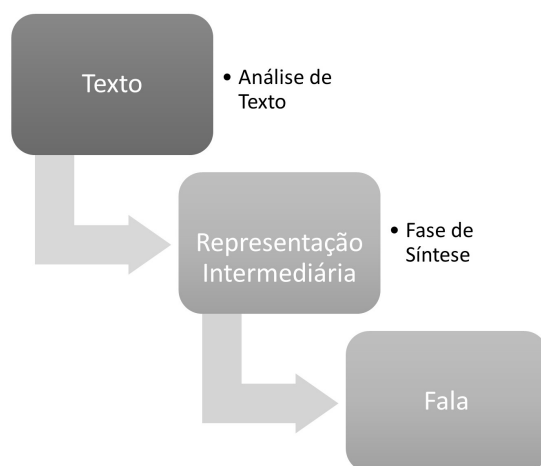 Texto
• Análise de
Texto
Representação
Intermediária
• Fase de
Síntese
Fala